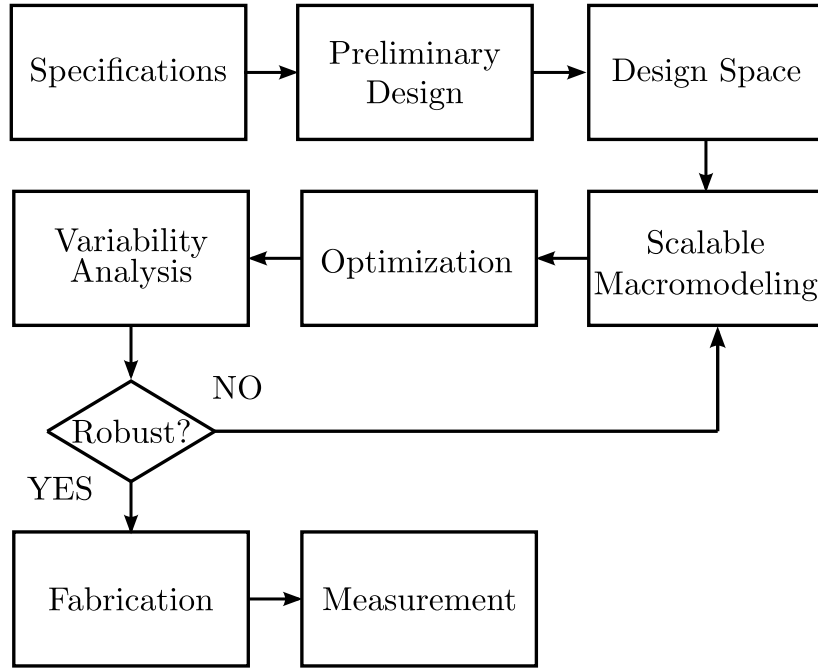 Specifications
Preliminary
Design
Design Space
Variability
Analysis
Optimization
Scalable
Macromodeling
NO
Robust?
YES
Fabrication
Measurement